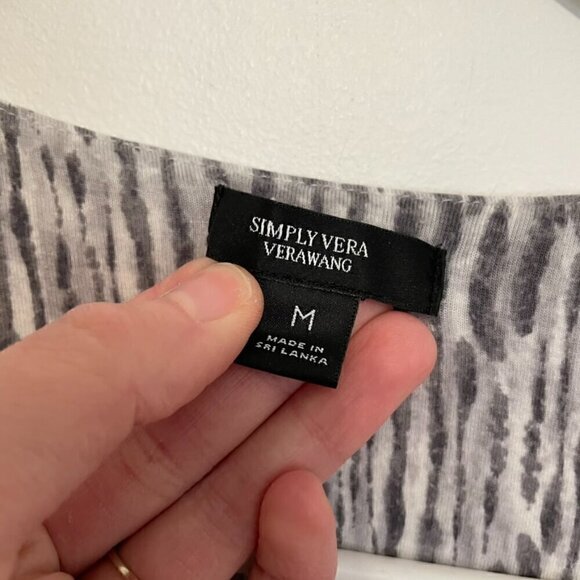 SIMPLY VERA
VERAWANG
M
MADE IN
SRI LANKA